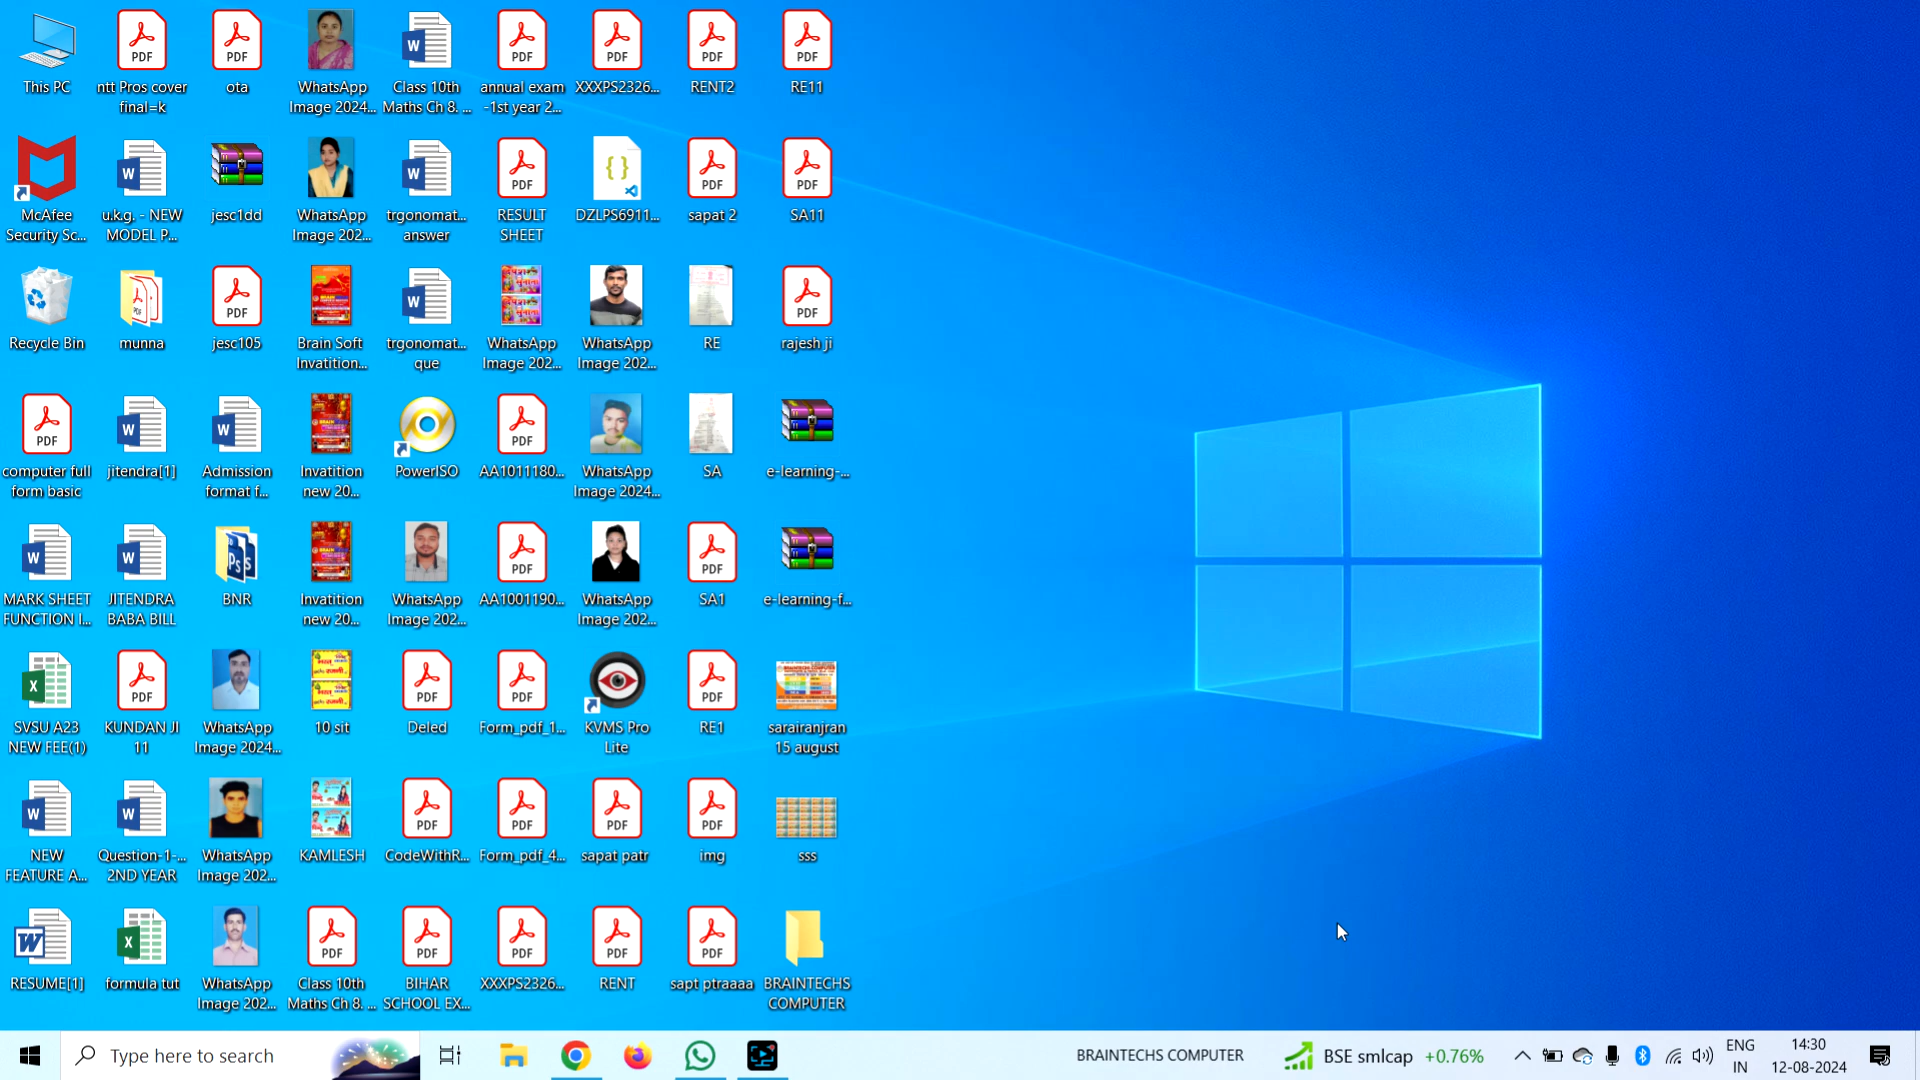 This PC
ntt Pros cover
final=k
ota
WhatsApp
Image 2024...
Class 10th
Maths Ch 8. ...
annual exam
-1st year 2...
XXXPS2326...
RENT2
RE11
McAfee
Security Sc...
u.k.g. - NEW
MODEL P...
jesc1dd
WhatsApp
Image 202...
trgonomat...
answer
RESULT
SHEET
DZLPS6911...
sapat 2
SA11
Recycle Bin
munna
jesc105
Brain Soft
Invatition...
trgonomat...
que
WhatsApp
Image 202...
WhatsApp
Image 202...
RE
rajesh ji
computer full
form basic
jitendra[1]
Admission
format f...
Invatition
new 20...
PowerISO
AA1011180...
WhatsApp
Image 2024...
SA
e-learning-...
MARK SHEET
FUNCTION I...
JITENDRA
BABA BILL
BNR
Invatition
new 20...
WhatsApp
Image 202...
AA1001190...
WhatsApp
Image 202...
SA1
e-learning-f...
SVSU A23
NEW FEE(1)
KUNDAN JI
11
WhatsApp
Image 2024...
10 sit
Deled
Form_pdf_1...
KVMS Pro
Lite
RE1
sarairanjran
15 august
NEW
FEATURE A...
Question-1-...
2ND YEAR
WhatsApp
Image 202...
KAMLESH
CodeWithR...
Form_pdf_4...
sapat patr
img
sss
RESUME[1]
formula tut
WhatsApp
Image 202...
Class 10th
Maths Ch 8. ...
BIHAR
SCHOOL EX...
XXXPS2326...
RENT
sapt ptraaaa
BRAINTECHS
COMPUTER
Type here to search
BRAINTECHS COMPUTER
BSE smlcap +0.76%
ENG
IN
14:30
12-08-2024